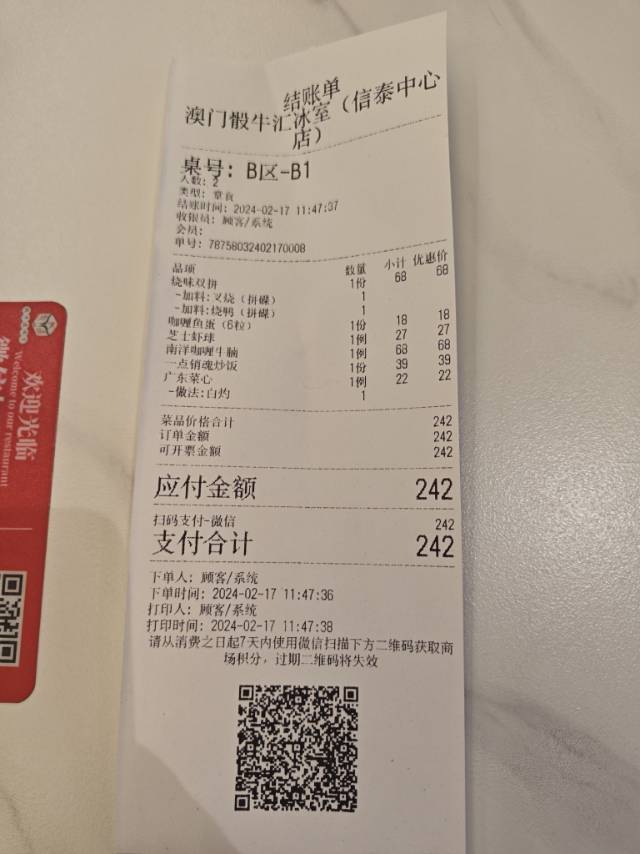 结账单
澳门骰牛汇冰室（信泰中心
店）
桌号: B区-B1
人数: 2
类型: 堂食
结账时间: 2024-02-17 11:47:37
收银员: 顾客/系统
会员:
单号: 78758032402170008
品项 数量 小计 优惠价
烧味双拼 1份 68 68
-加料:叉烧（拼碟） 1
-加料:烧鸭（拼碟） 1
咖喱鱼蛋（6粒） 1份 18 18
芝士虾球 1例 27 27
南洋咖喱牛腩 1例 68 68
一点销魂炒饭 1份 39 39
广东菜心 1例 22 22
-做法:白灼 1
菜品价格合计 242
订单金额 242
可开票金额 242
应付金额 242
扫码支付-微信 242
支付合计 242
下单人: 顾客/系统
下单时间: 2024-02-17 11:47:36
打印人: 顾客/系统
打印时间: 2024-02-17 11:47:38
请从消费之日起7天内使用微信扫描下方二维码获取商
场积分，过期二维码将失效
欢迎光临
Welcome to our restaurant